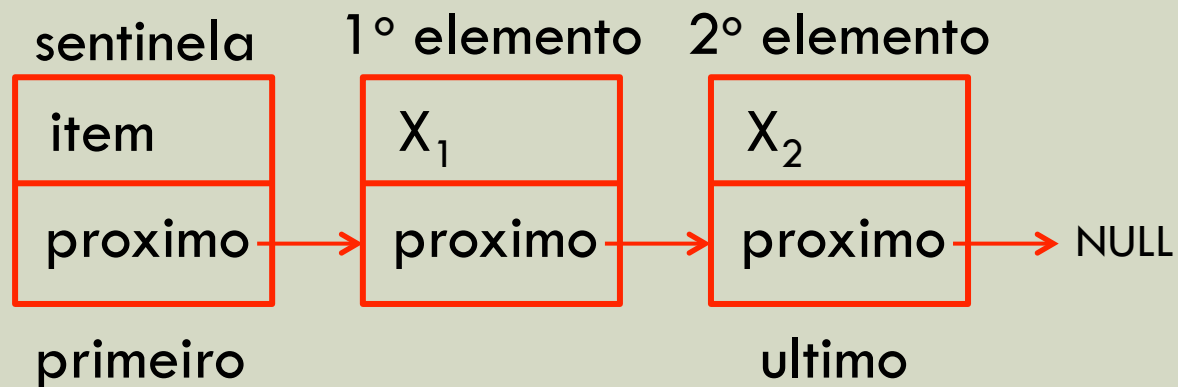 sentinela 1º elemento 2º elemento
item X₁ X₂
proximo proximo proximo NULL
primeiro ultimo